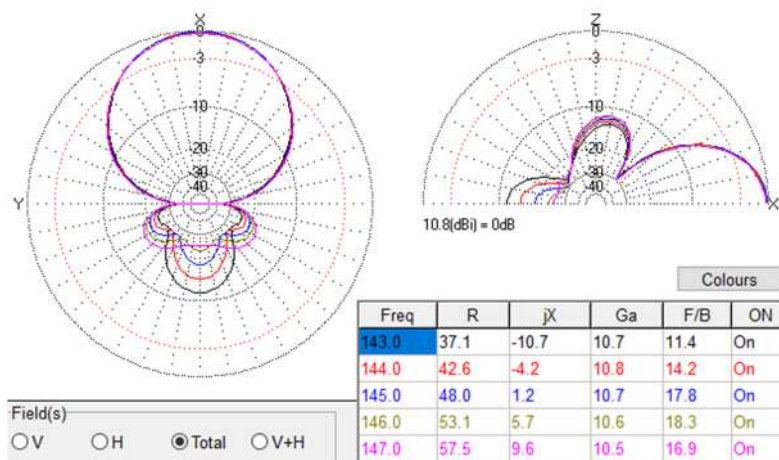 X
0
3
10
20
30
40
Y
Z
0
3
10
20
30
40
X
10.8(dBi) = 0dB
Colours
Freq R jX Ga F/B ON
143.0 37.1 -10.7 10.7 11.4 On
144.0 42.6 -4.2 10.8 14.2 On
145.0 48.0 1.2 10.7 17.8 On
146.0 53.1 5.7 10.6 18.3 On
147.0 57.5 9.6 10.5 16.9 On
Field(s)
V H Total V+H